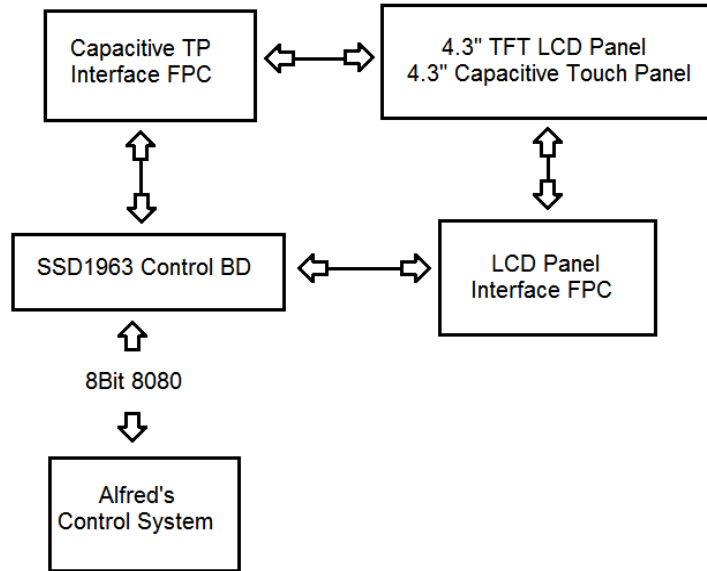 Capacitive TP
Interface FPC
4.3" TFT LCD Panel
4.3" Capacitive Touch Panel
SSD1963 Control BD
LCD Panel
Interface FPC
8Bit 8080
Alfred's
Control System